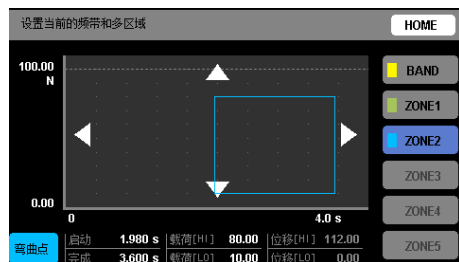 设置当前的频带和多区域
HOME
100.00
N
BAND
ZONE1
ZONE2
ZONE3
0.00
ZONE4
0
4.0 s
弯曲点
启动 1.980 s 载荷[HI] 80.00 位移[HI] 112.00
ZONE5
完成 3.600 s 载荷[LO] 10.00 位移[LO] 0.00